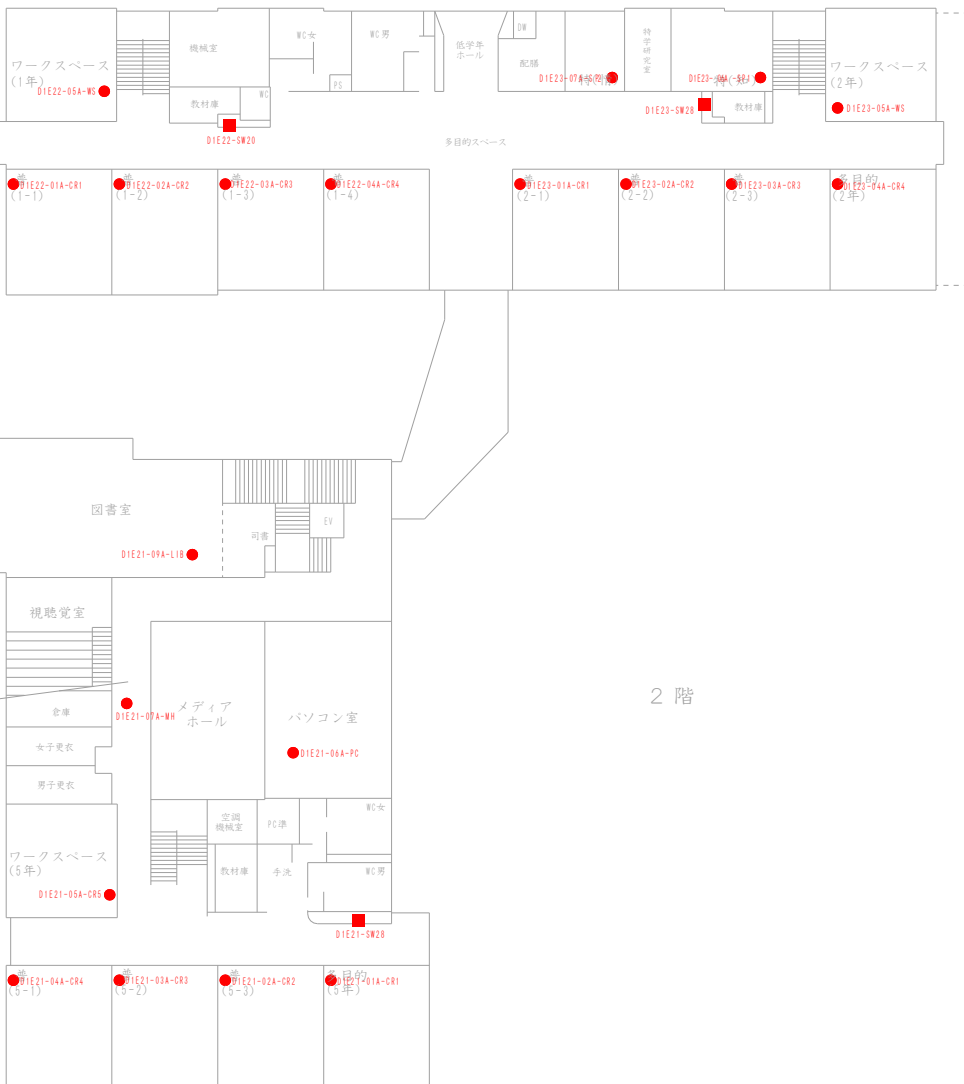 ワークスペース
(1年)
D1E22-05A-WS
機械室
WC女
WC男
PS
WC
教材庫
D1E22-SW20
低学年
ホール
DW
配膳
特学研究室
D1E23-SW28
教材庫
ワークスペース
(2年)
D1E23-05A-WS
多目的スペース
D1E22-01A-CR1
(1-1)
D1E22-02A-CR2
(1-2)
D1E22-03A-CR3
(1-3)
D1E22-04A-CR4
(1-4)
D1E23-01A-CR1
(2-1)
D1E23-02A-CR2
(2-2)
D1E23-03A-CR3
(2-3)
多目的
D1E23-04A-CR4
(2年)
図書室
司書
EV
D1E21-09A-LIB
視聴覚室
倉庫
D1E21-07A-MH
メディア
ホール
パソコン室
D1E21-06A-PC
2階
女子更衣
男子更衣
空調
機械室
PC準
WC女
ワークスペース
(5年)
D1E21-05A-CR5
教材庫
手洗
WC男
D1E21-SW28
D1E21-04A-CR4
(5-1)
D1E21-03A-CR3
(5-2)
D1E21-02A-CR2
(5-3)
多目的
D1E21-01A-CR1
(5年)